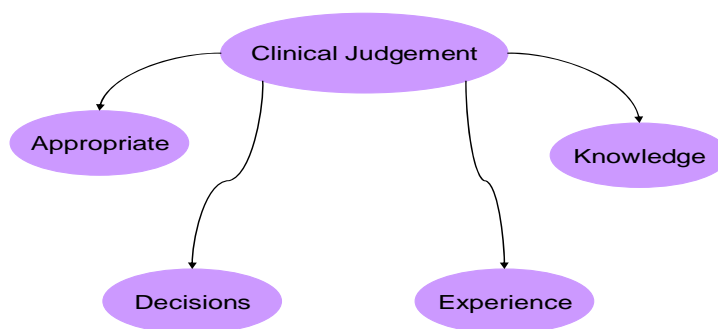 Clinical Judgement
Appropriate
Knowledge
Decisions
Experience